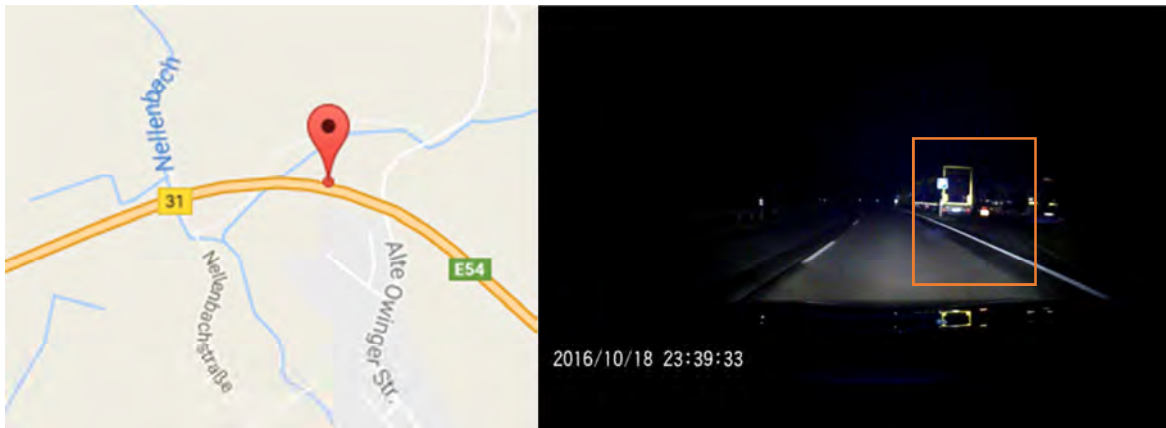 Nellenbach
31
E54
Nellenbachstraße
Alte Owinger Str.
2016/10/18 23:39:33